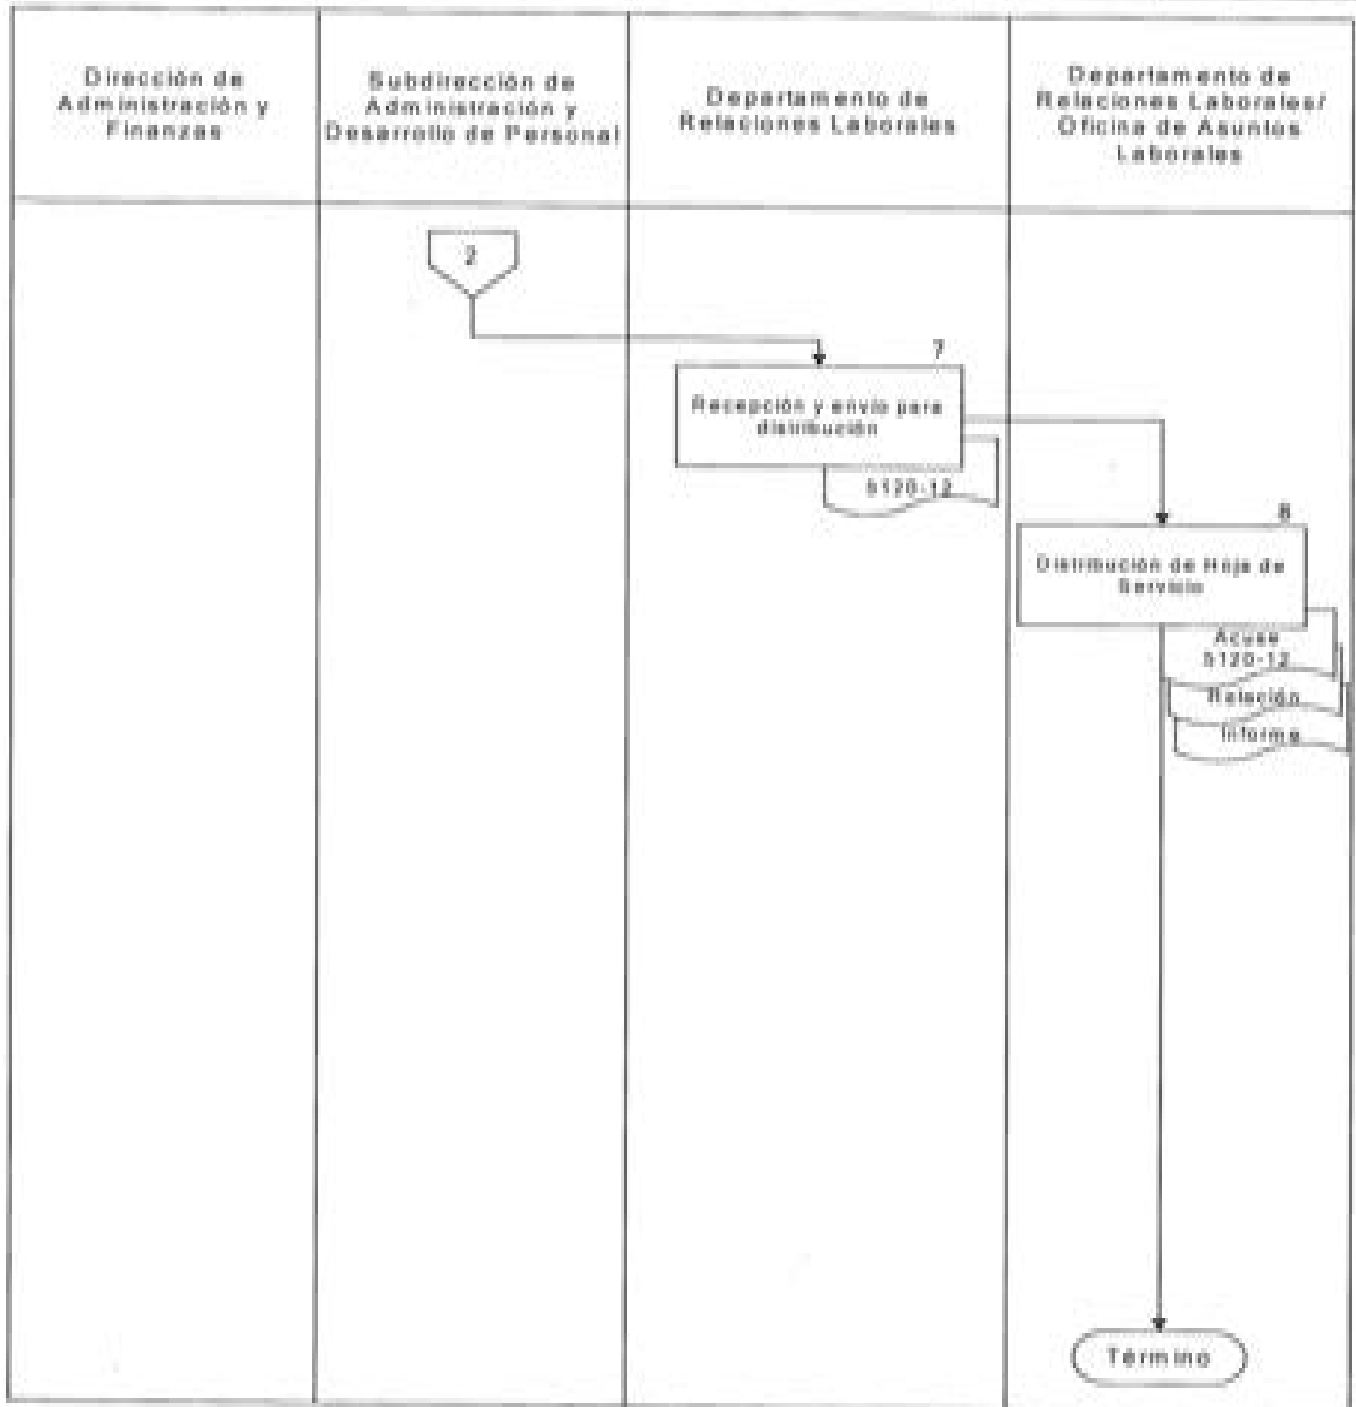 Dirección de
Administración y
Finanzas
Subdirección de
Administración y
Desarrollo de Personal
Departamento de
Relaciones Laborales
Departamento de
Relaciones Laborales/
Oficina de Asuntos
Laborales
2
7
Recepción y envío para
distribución
5120-12
8
Distribución de Hoja de
Servicio
Acuse
5120-12
Relación
Informe
Término